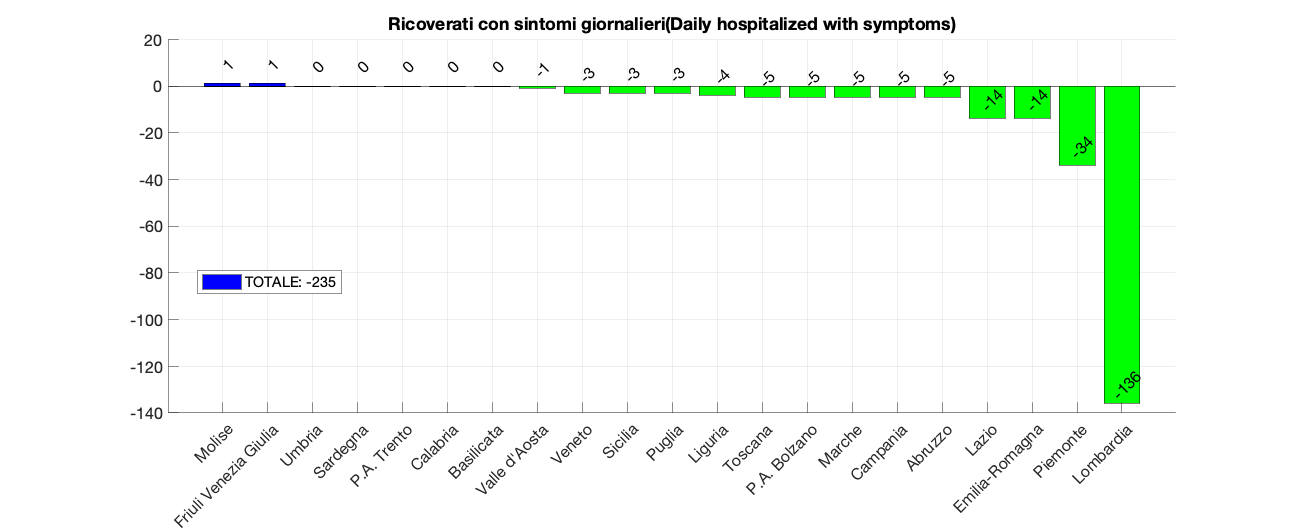 Ricoverati con sintomi giornalieri(Daily hospitalized with symptoms)
20
0
-20
-40
-60
-80
-100
-120
-140
1
1
0
0
0
0
0
-1
-3
-3
-3
-4
-5
-5
-5
-5
-5
-14
-14
-34
-136
TOTALE: -235
Molise
Friuli Venezia Giulia
Umbria
Sardegna
P.A. Trento
Calabria
Basilicata
Valle d'Aosta
Veneto
Sicilia
Puglia
Liguria
Toscana
P.A. Bolzano
Marche
Campania
Abruzzo
Lazio
Emilia-Romagna
Piemonte
Lombardia